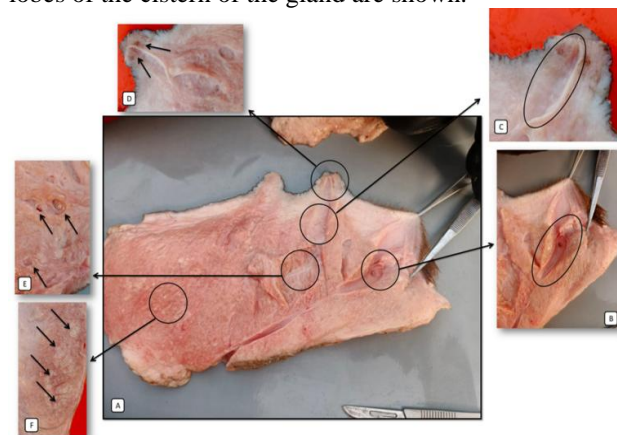 lobes of the cistern of the gland are shown.
D
C
E
B
F
A